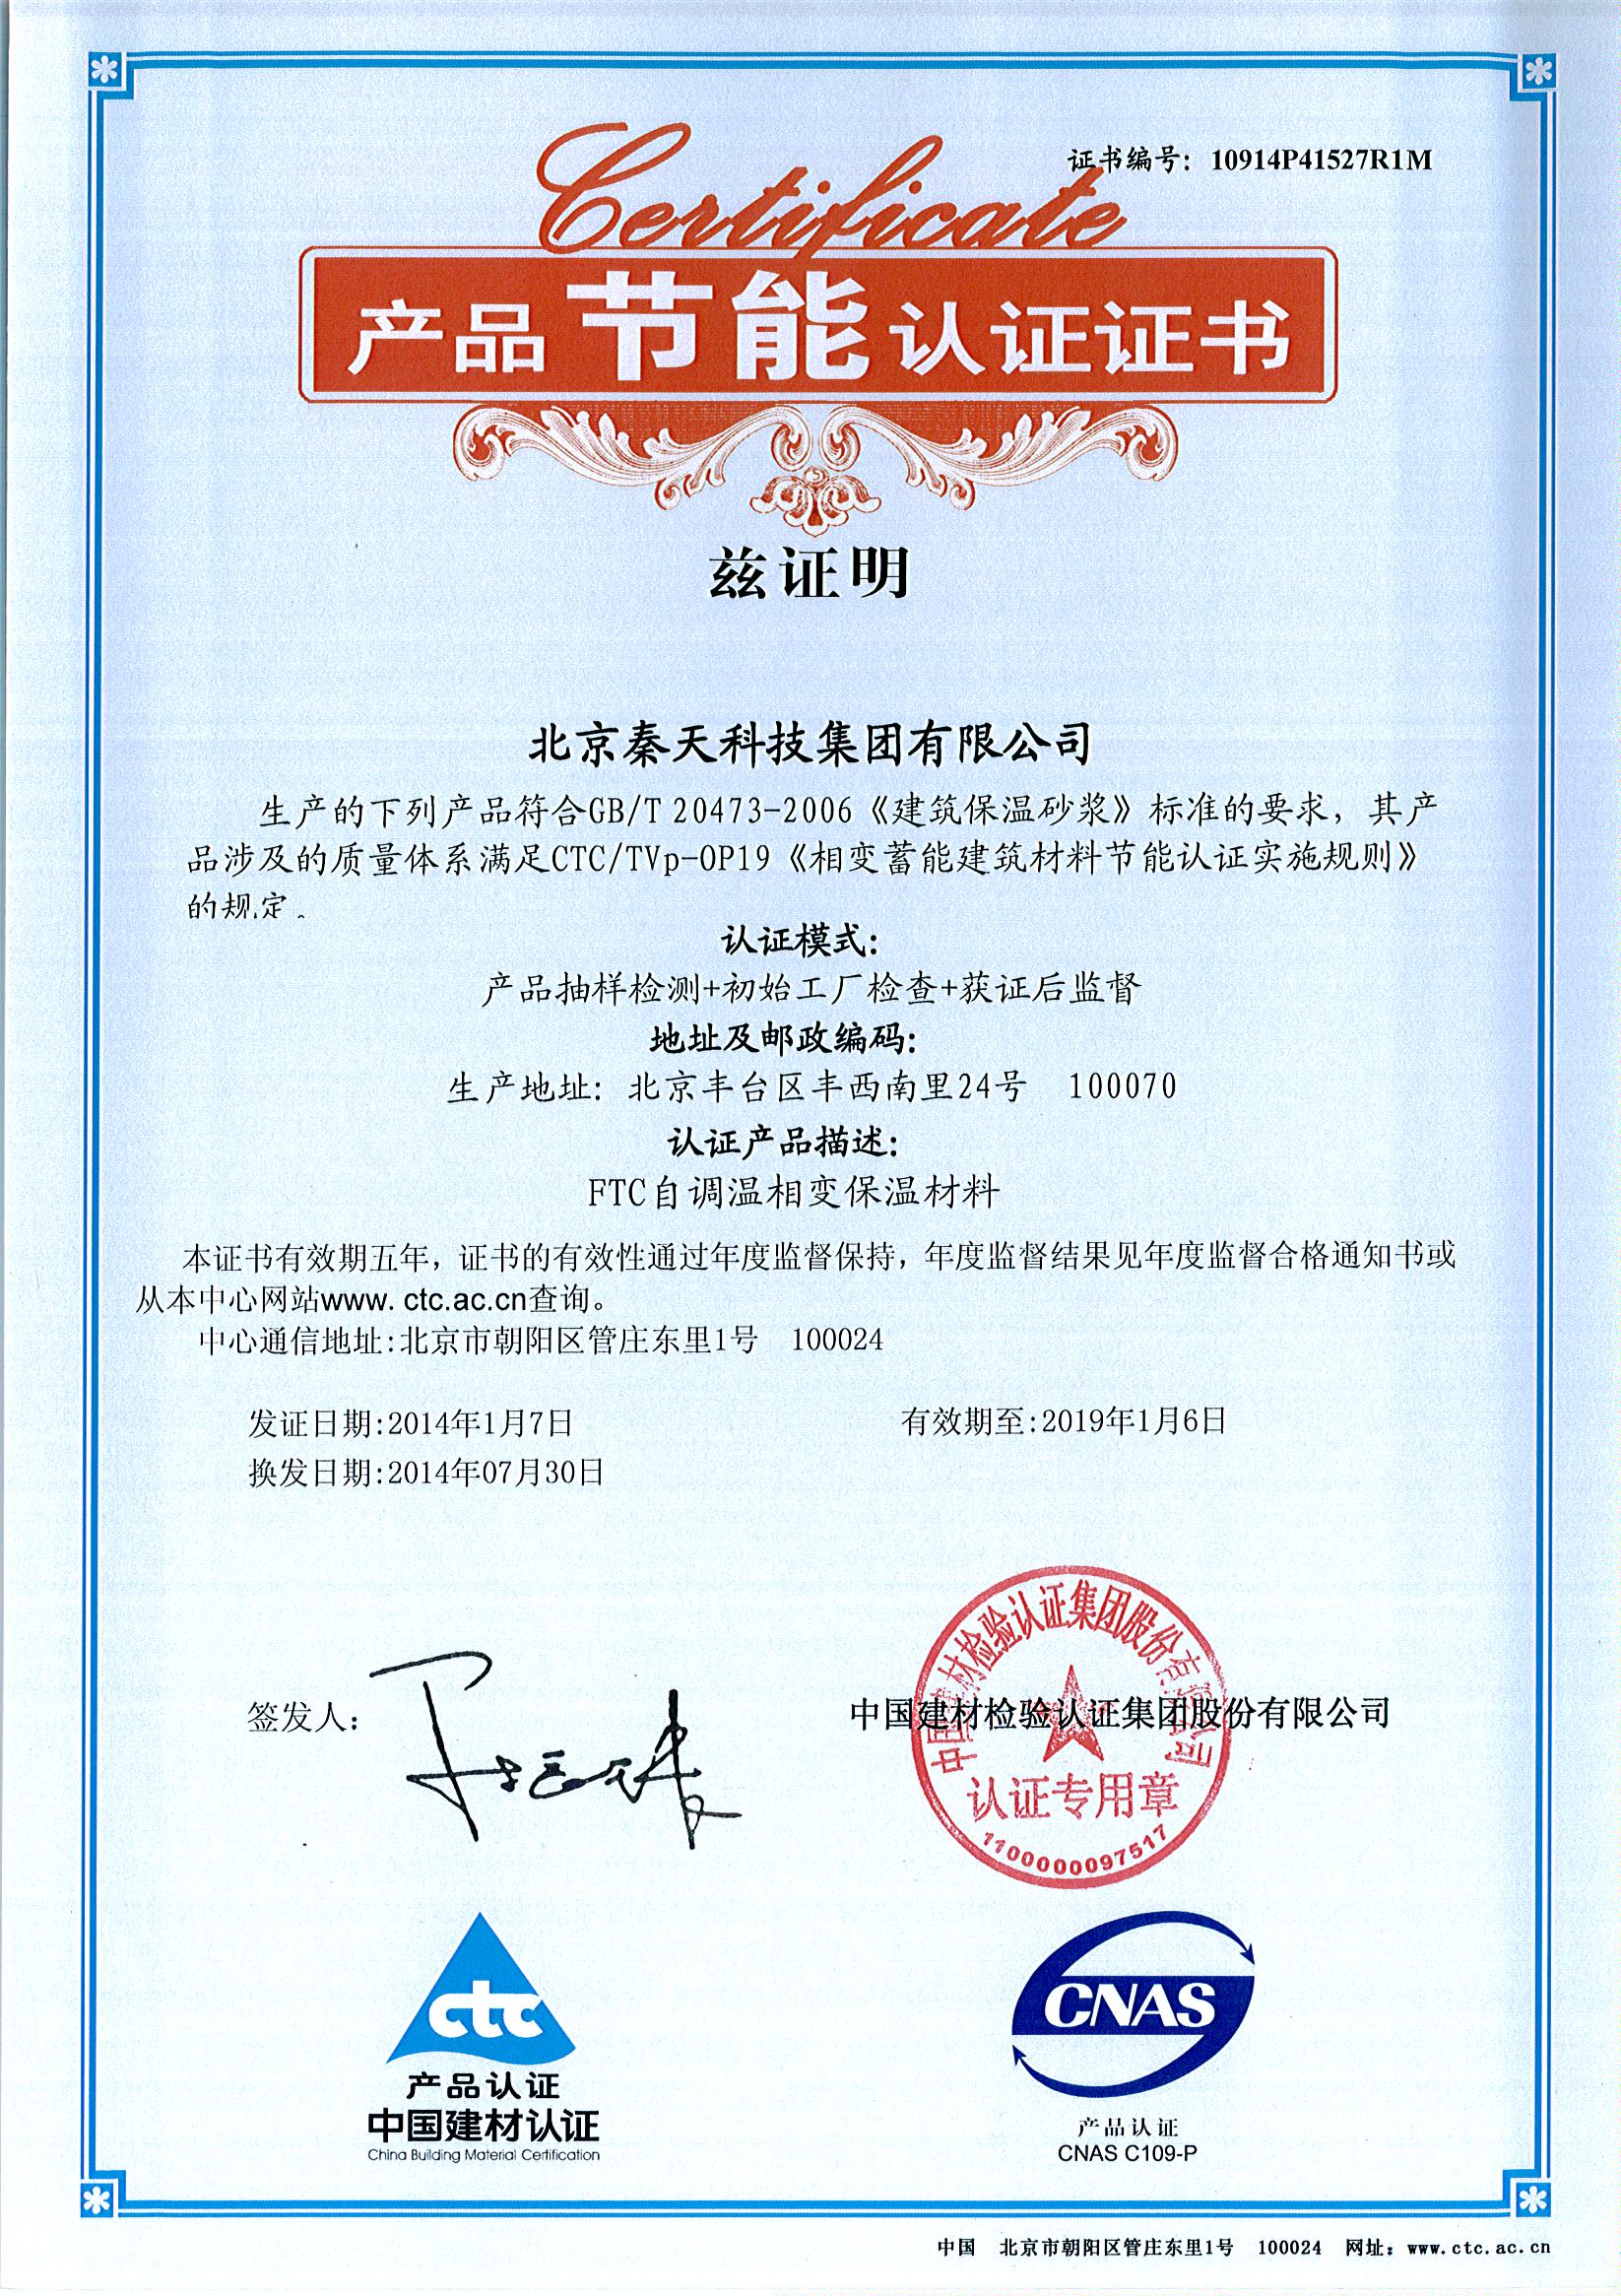 证书编号：10914P41527R1M
Certificate
产品节能认证证书
兹证明
北京秦天科技集团有限公司
生产的下列产品符合GB/T 20473-2006《建筑保温砂浆》标准的要求，其产
品涉及的质量体系满足CTC/TVp-OP19《相变蓄能建筑材料节能认证实施规则》
的规定。
认证模式:
产品抽样检测+初始工厂检查+获证后监督
地址及邮政编码:
生产地址: 北京丰台区丰西南里24号 100070
认证产品描述:
FTC自调温相变保温材料
本证书有效期五年，证书的有效性通过年度监督保持，年度监督结果见年度监督合格通知书或
从本中心网站www. ctc.ac.cn查询。
中心通信地址:北京市朝阳区管庄东里1号 100024
发证日期:2014年1月7日
有效期至:2019年1月6日
换发日期:2014年07月30日
签发人:
中国建材检验认证集团股份有限公司
中国建材检验认证集团股份有限公司
认证专用章
1100000097517
ctc
产品认证
中国建材认证
China Building Material Certification
CNAS
产品认证
CNAS C109-P
中国 北京市朝阳区管庄东里1号 100024 网址：www.ctc.ac.cn